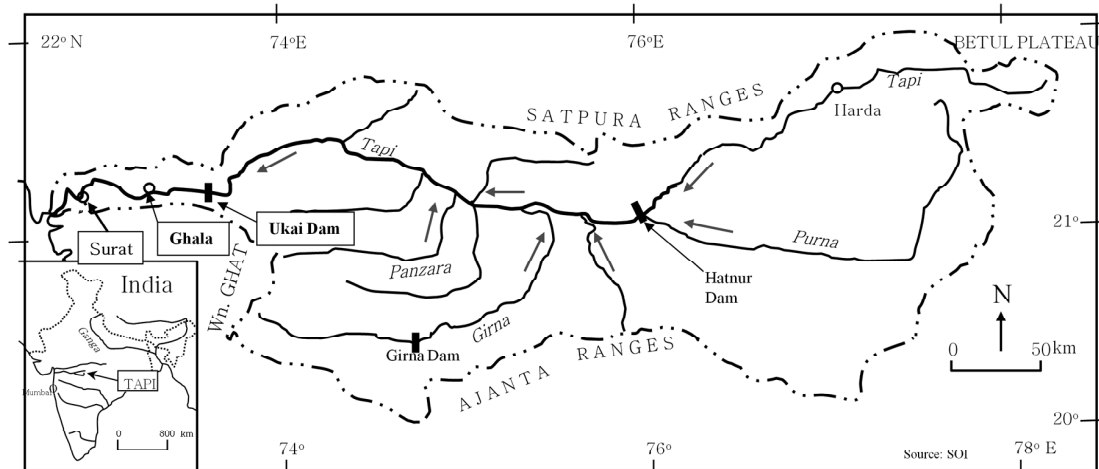 22° N
74°E
76°E
BETUL PLATEAU
SATPURA RANGES
Tapi
Harda
Tapi
Surat
Ghala
Ukai Dam
21°
Purna
Wn. GHAT
Panzara
Hatnur
Dam
India
Ganga
Girna
N
Girna Dam
AJANTA RANGES
0 50 km
TAPI
Mumbai
0 800 km
20°
74°
76°
78° E
Source: SOI